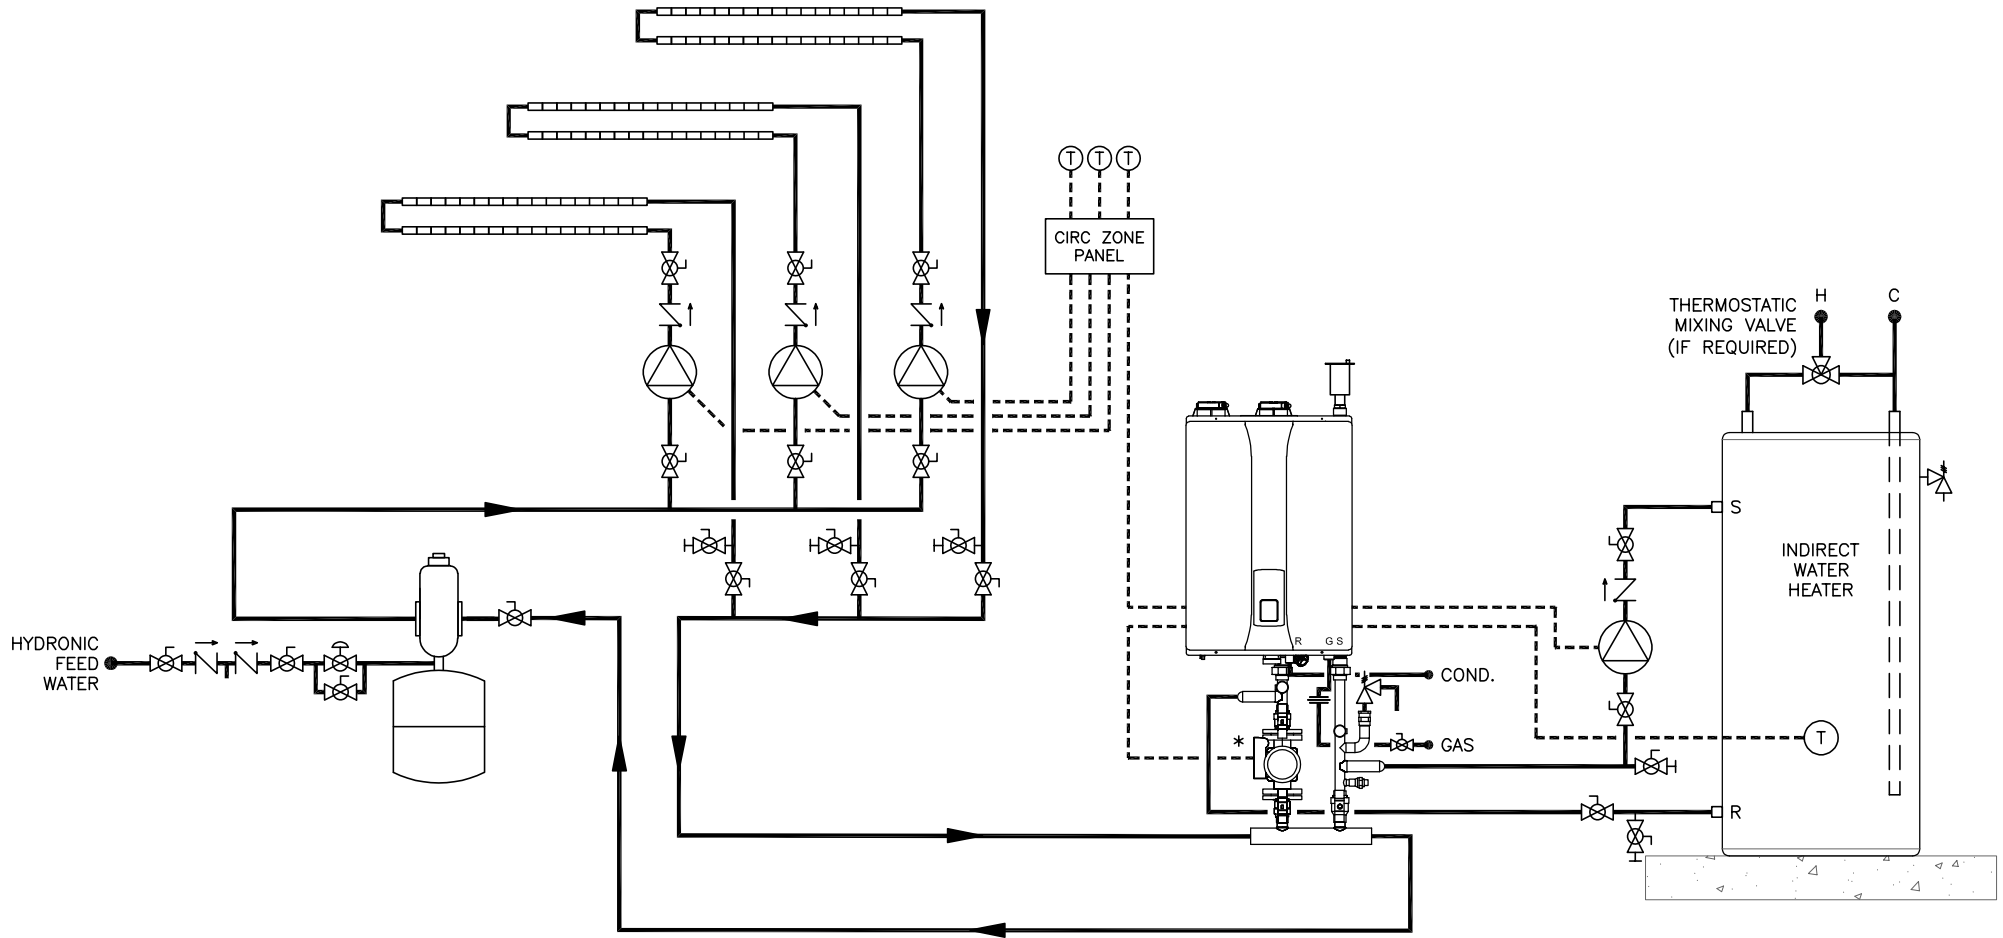 T T T
CIRC ZONE
PANEL
THERMOSTATIC
MIXING VALVE
(IF REQUIRED)
H
C
S
INDIRECT
WATER
HEATER
HYDRONIC
FEED
WATER
R G S
COND.
*
GAS
T
R